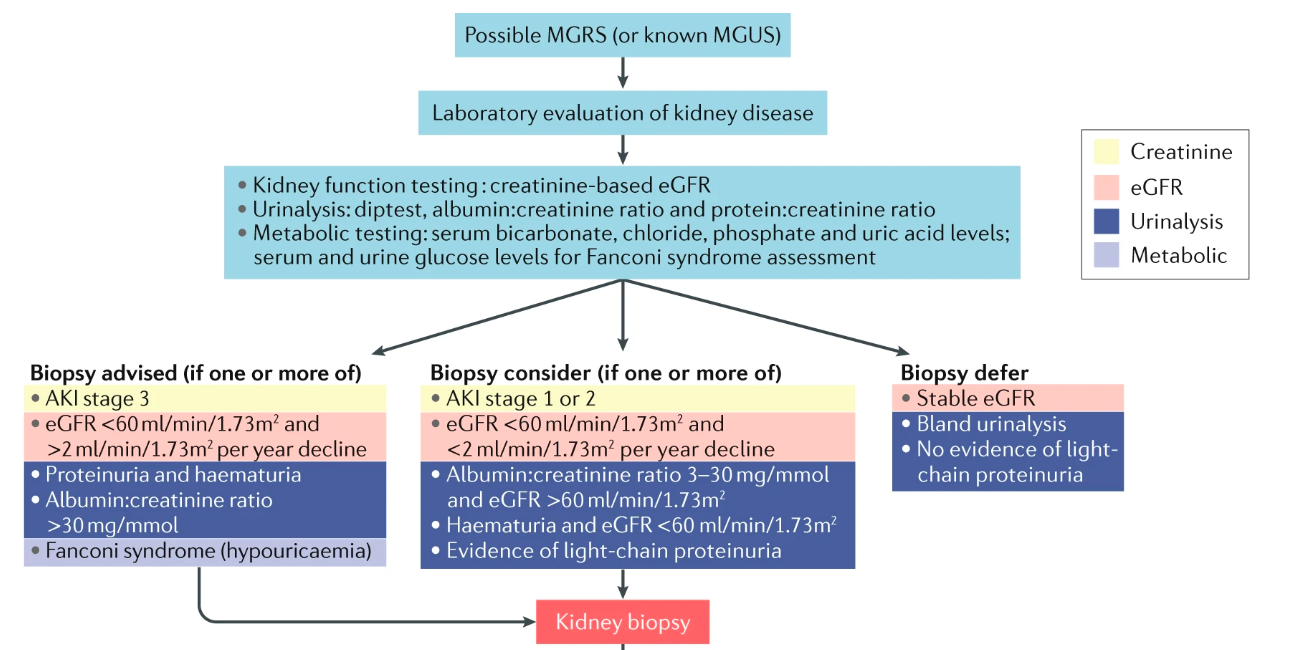 Possible MGRS (or known MGUS)
Laboratory evaluation of kidney disease
• Kidney function testing: creatinine-based eGFR
• Urinalysis: diptest, albumin:creatinine ratio and protein:creatinine ratio
• Metabolic testing: serum bicarbonate, chloride, phosphate and uric acid levels;
serum and urine glucose levels for Fanconi syndrome assessment
Creatinine
eGFR
Urinalysis
Metabolic
Biopsy advised (if one or more of)
• AKI stage 3
• eGFR <60 ml/min/1.73m² and
>2 ml/min/1.73m² per year decline
• Proteinuria and haematuria
• Albumin:creatinine ratio
>30 mg/mmol
• Fanconi syndrome (hypouricaemia)
Biopsy consider (if one or more of)
• AKI stage 1 or 2
• eGFR <60 ml/min/1.73m² and
<2 ml/min/1.73m² per year decline
• Albumin:creatinine ratio 3–30 mg/mmol
and eGFR >60 ml/min/1.73m²
• Haematuria and eGFR <60 ml/min/1.73m²
• Evidence of light-chain proteinuria
Biopsy defer
• Stable eGFR
• Bland urinalysis
• No evidence of light-
chain proteinuria
Kidney biopsy